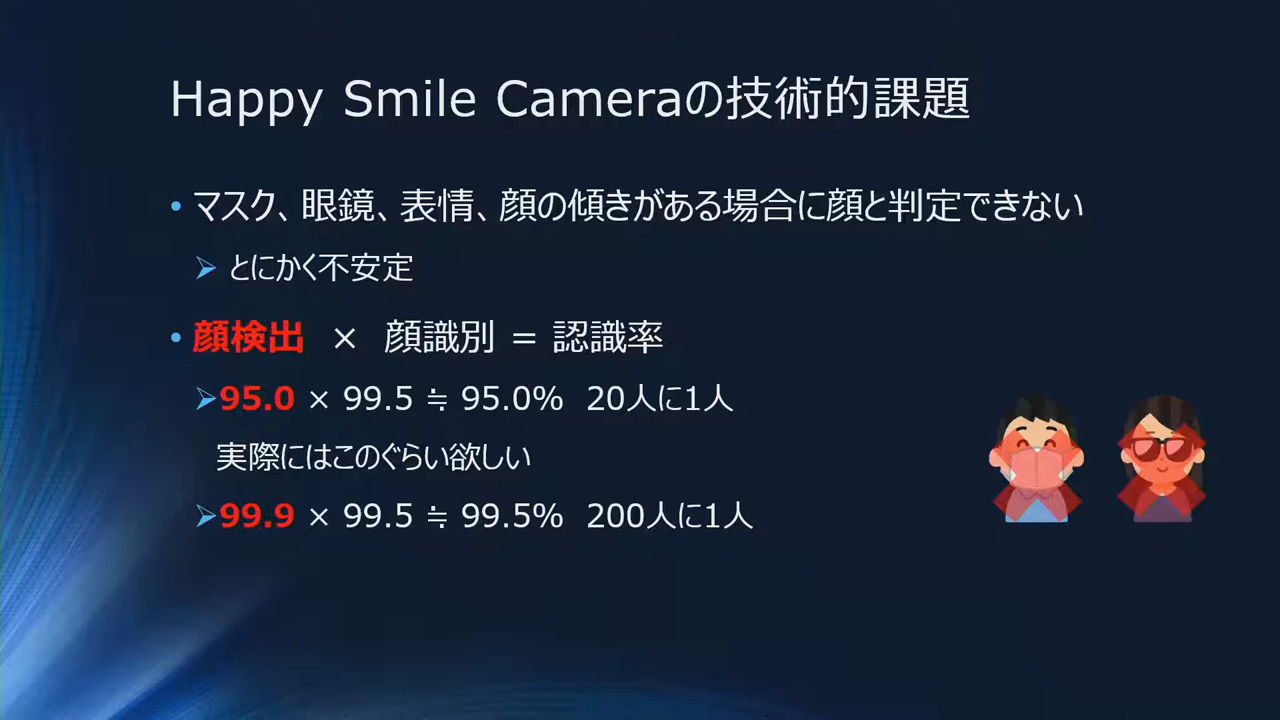 Happy Smile Cameraの技術的課題
• マスク、眼鏡、表情、顔の傾きがある場合に顔と判定できない
➢ とにかく不安定
• 顔検出 × 顔識別 = 認識率
➢95.0 × 99.5 ≒ 95.0% 20人に1人
実際にはこのぐらい欲しい
➢99.9 × 99.5 ≒ 99.5% 200人に1人